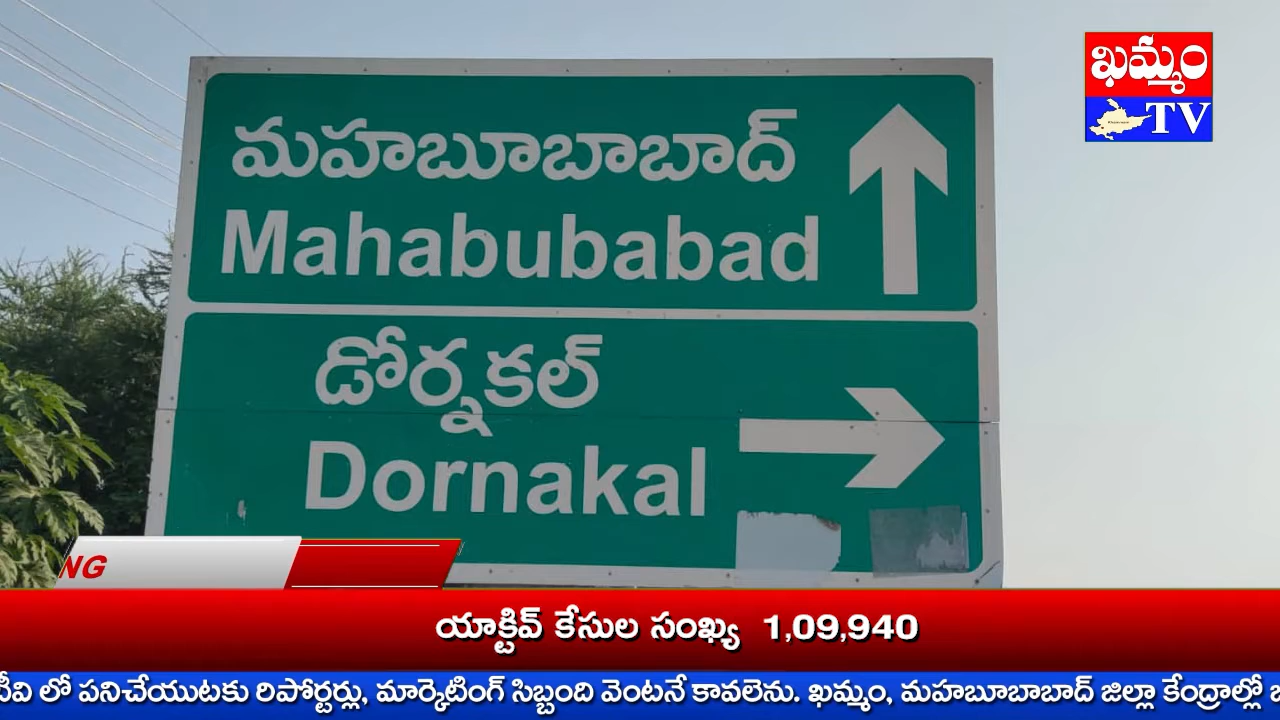 ఖమ్మం
TV
మహబూబాబాద్
Mahabubabad
డోర్నకల్
Dornakal
NG
యాక్టివ్ కేసుల సంఖ్య 1,09,940
టీవి లో పనిచేయుటకు రిపోర్టర్లు, మార్కెటింగ్ సిబ్బంది వెంటనే కావలెను. ఖమ్మం, మహబూబాబాద్ జిల్లా కేంద్రాల్లో